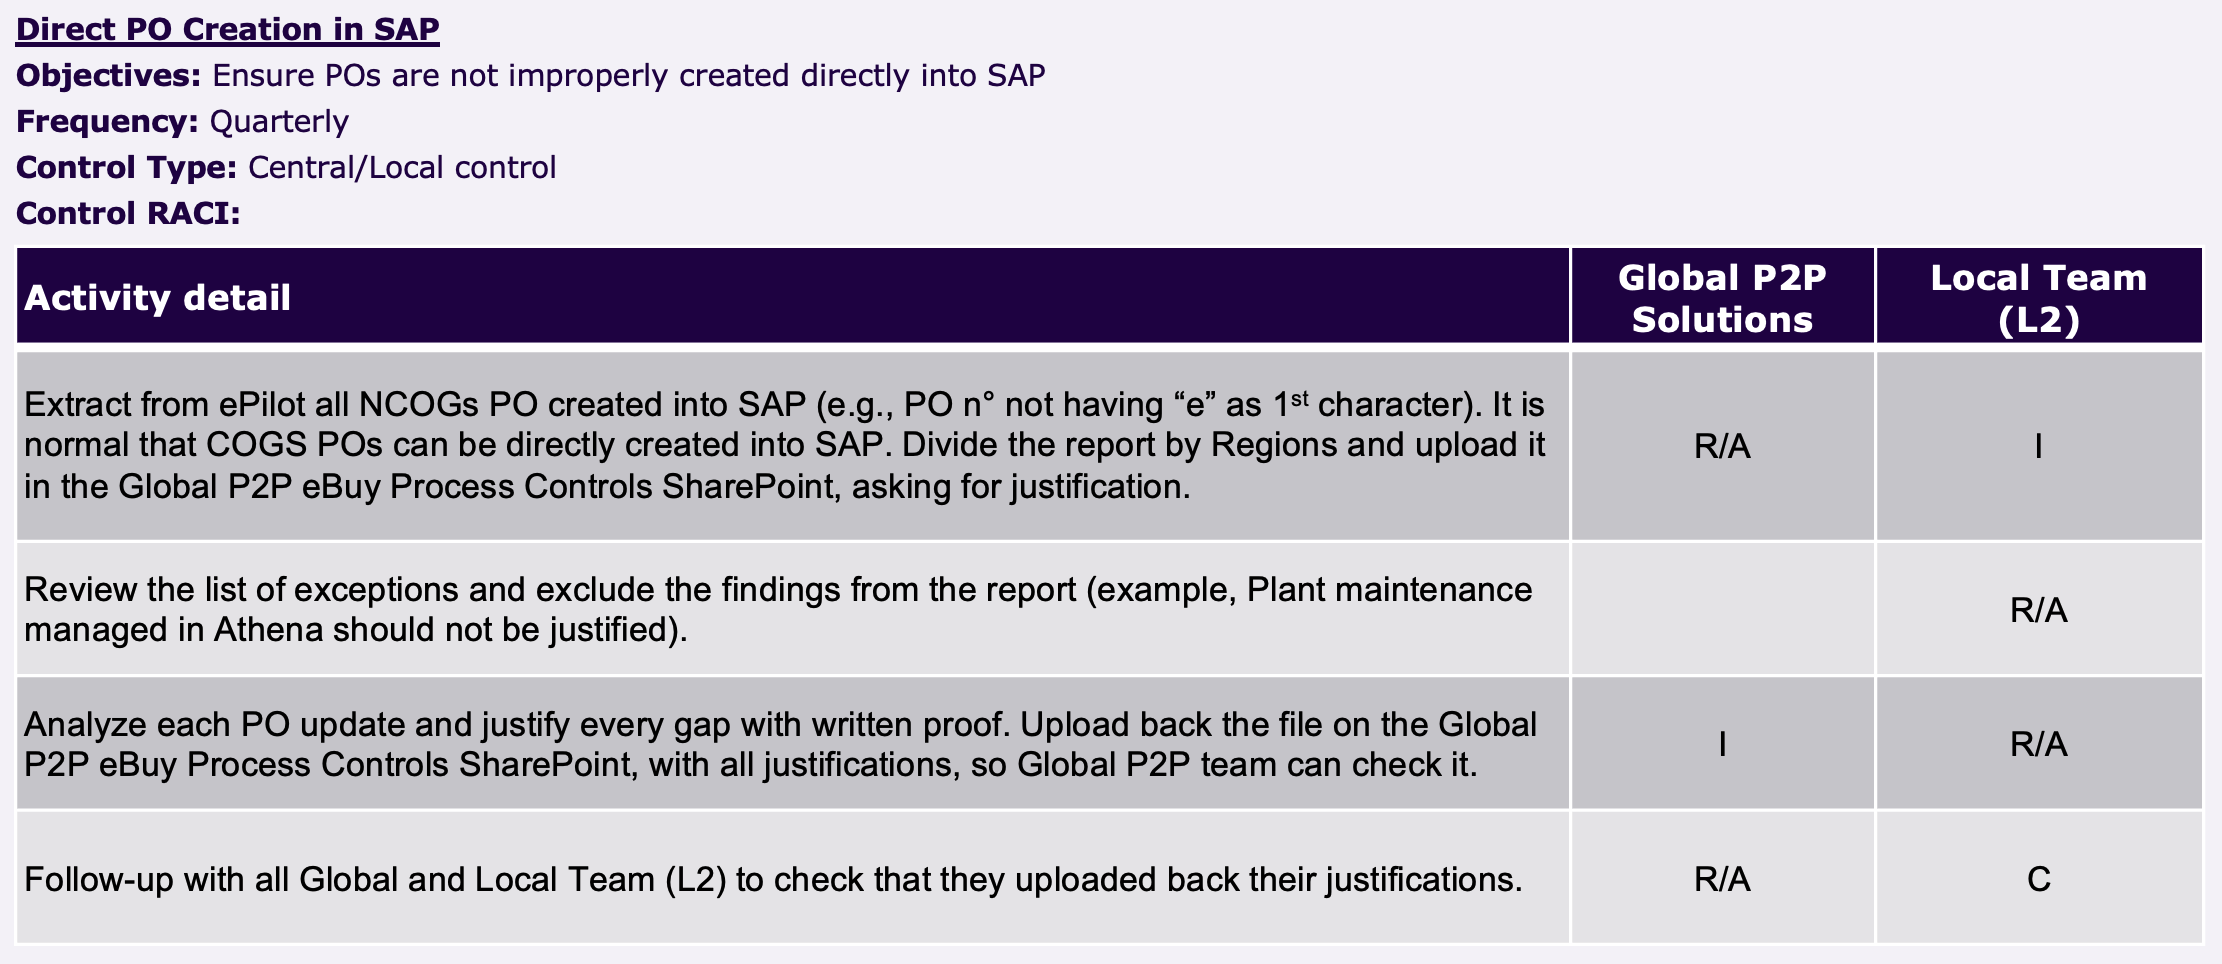 Direct PO Creation in SAP
Objectives: Ensure POs are not improperly created directly into SAP
Frequency: Quarterly
Control Type: Central/Local control
Control RACI:
Activity detail
Global P2P
Solutions
Local Team
(L2)
Extract from ePilot all NCOGs PO created into SAP (e.g., PO n° not having “e” as 1st character). It is
normal that COGS POs can be directly created into SAP. Divide the report by Regions and upload it
in the Global P2P eBuy Process Controls SharePoint, asking for justification.
R/A
I
Review the list of exceptions and exclude the findings from the report (example, Plant maintenance
managed in Athena should not be justified).
R/A
Analyze each PO update and justify every gap with written proof. Upload back the file on the Global
P2P eBuy Process Controls SharePoint, with all justifications, so Global P2P team can check it.
I
R/A
Follow-up with all Global and Local Team (L2) to check that they uploaded back their justifications.
R/A
C